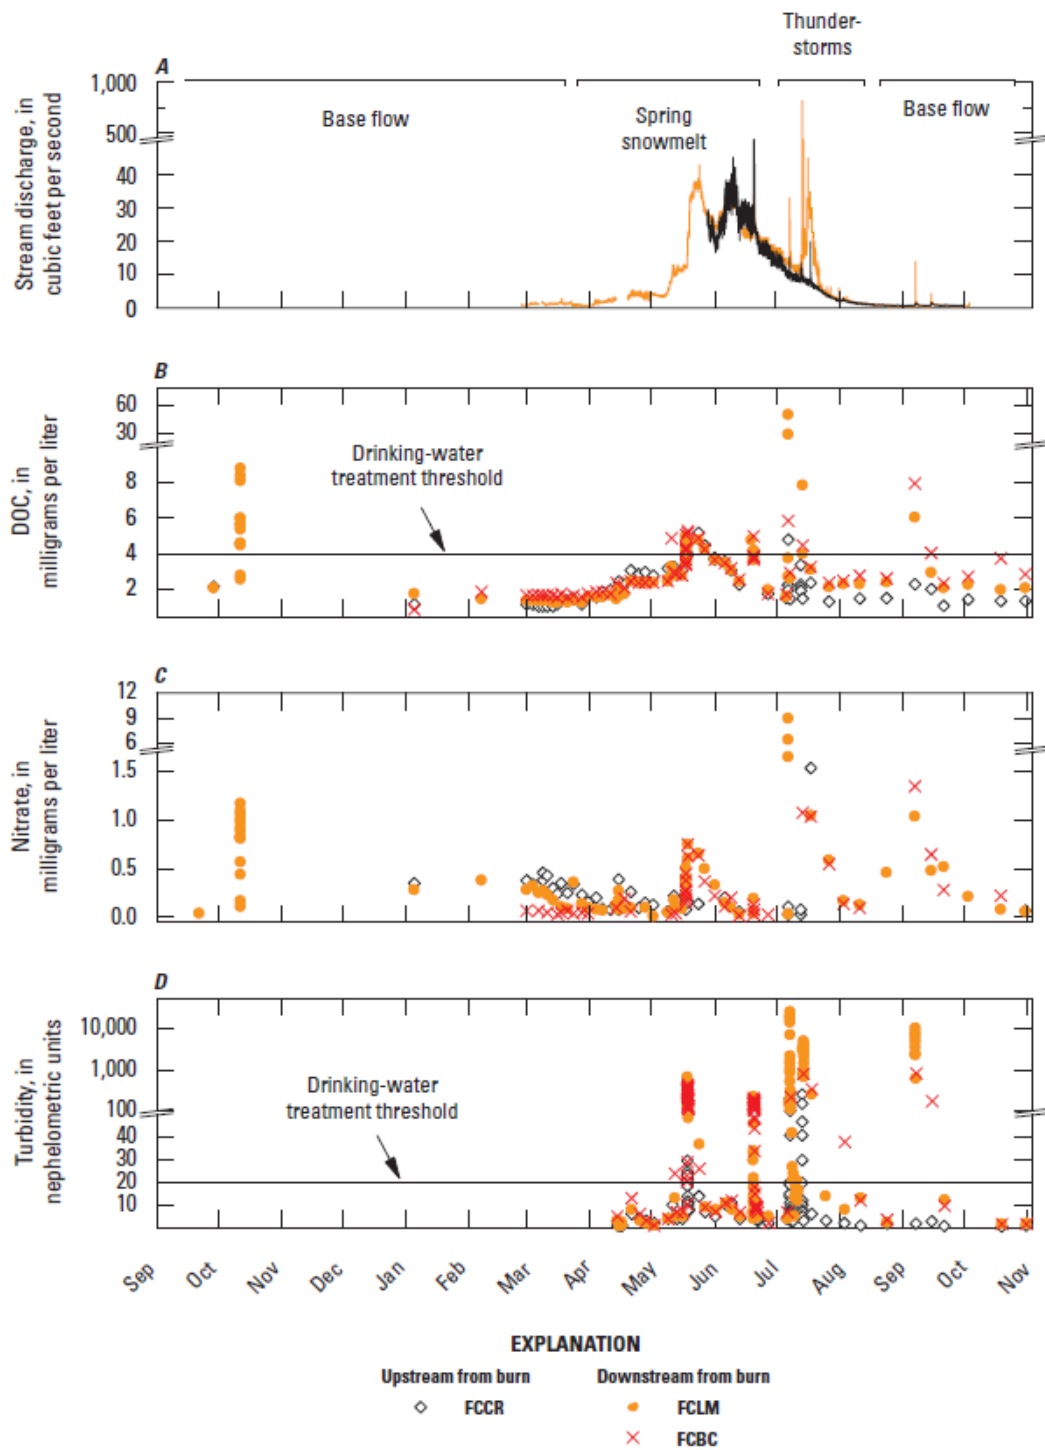 Thunder-
storms
A
Base flow
Spring
snowmelt
Base flow
Stream discharge, in
cubic feet per second
1,000
500
40
30
20
10
0
B
Drinking-water
treatment threshold
DOC, in
milligrams per liter
60
30
8
6
4
2
C
Nitrate, in
milligrams per liter
12
9
6
1.5
1.0
0.5
0.0
D
Drinking-water
treatment threshold
Turbidity, in
nephelometric units
10,000
1,000
100
40
30
20
10
Sep Oct Nov Dec Jan Feb Mar Apr May Jun Jul Aug Sep Oct Nov
EXPLANATION
Upstream from burn Downstream from burn
FCCR FCLM
FCBC